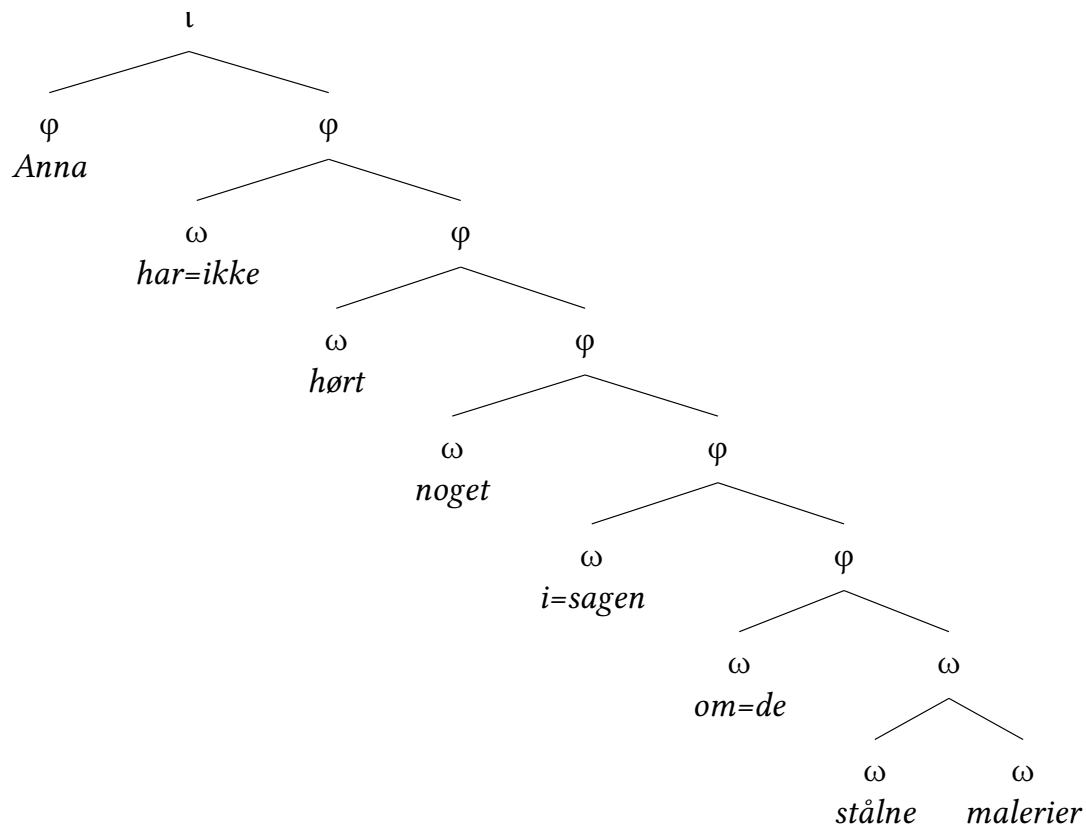 ι
φ φ
Anna
ω φ
har=ikke
ω φ
hørt
ω φ
noget
ω φ
i=sagen
ω ω
om=de
ω ω
stålne malerier